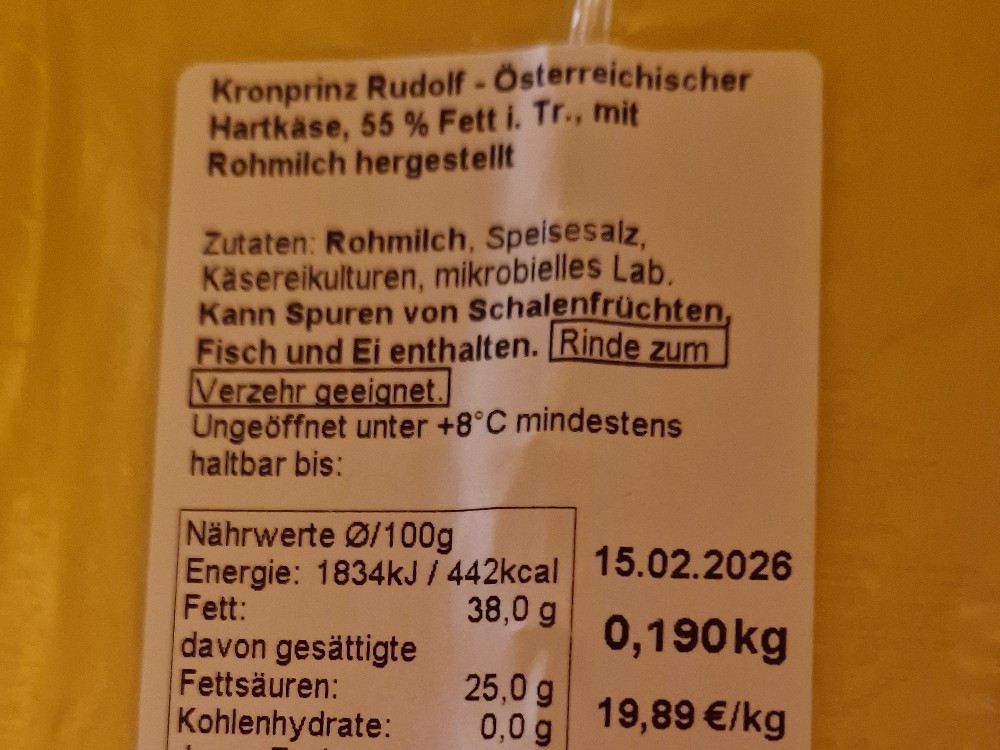 Kronprinz Rudolf - Österreichischer
Hartkäse, 55 % Fett i. Tr., mit
Rohmilch hergestellt
Zutaten: Rohmilch, Speisesalz,
Käsereikulturen, mikrobielles Lab.
Kann Spuren von Schalenfrüchten,
Fisch und Ei enthalten. Rinde zum
Verzehr geeignet.
Ungeöffnet unter +8°C mindestens
haltbar bis:
Nährwerte Ø/100g
Energie: 1834kJ / 442kcal
15.02.2026
Fett: 38,0 g
0,190kg
davon gesättigte
Fettsäuren: 25,0 g
19,89 €/kg
Kohlenhydrate: 0,0 g